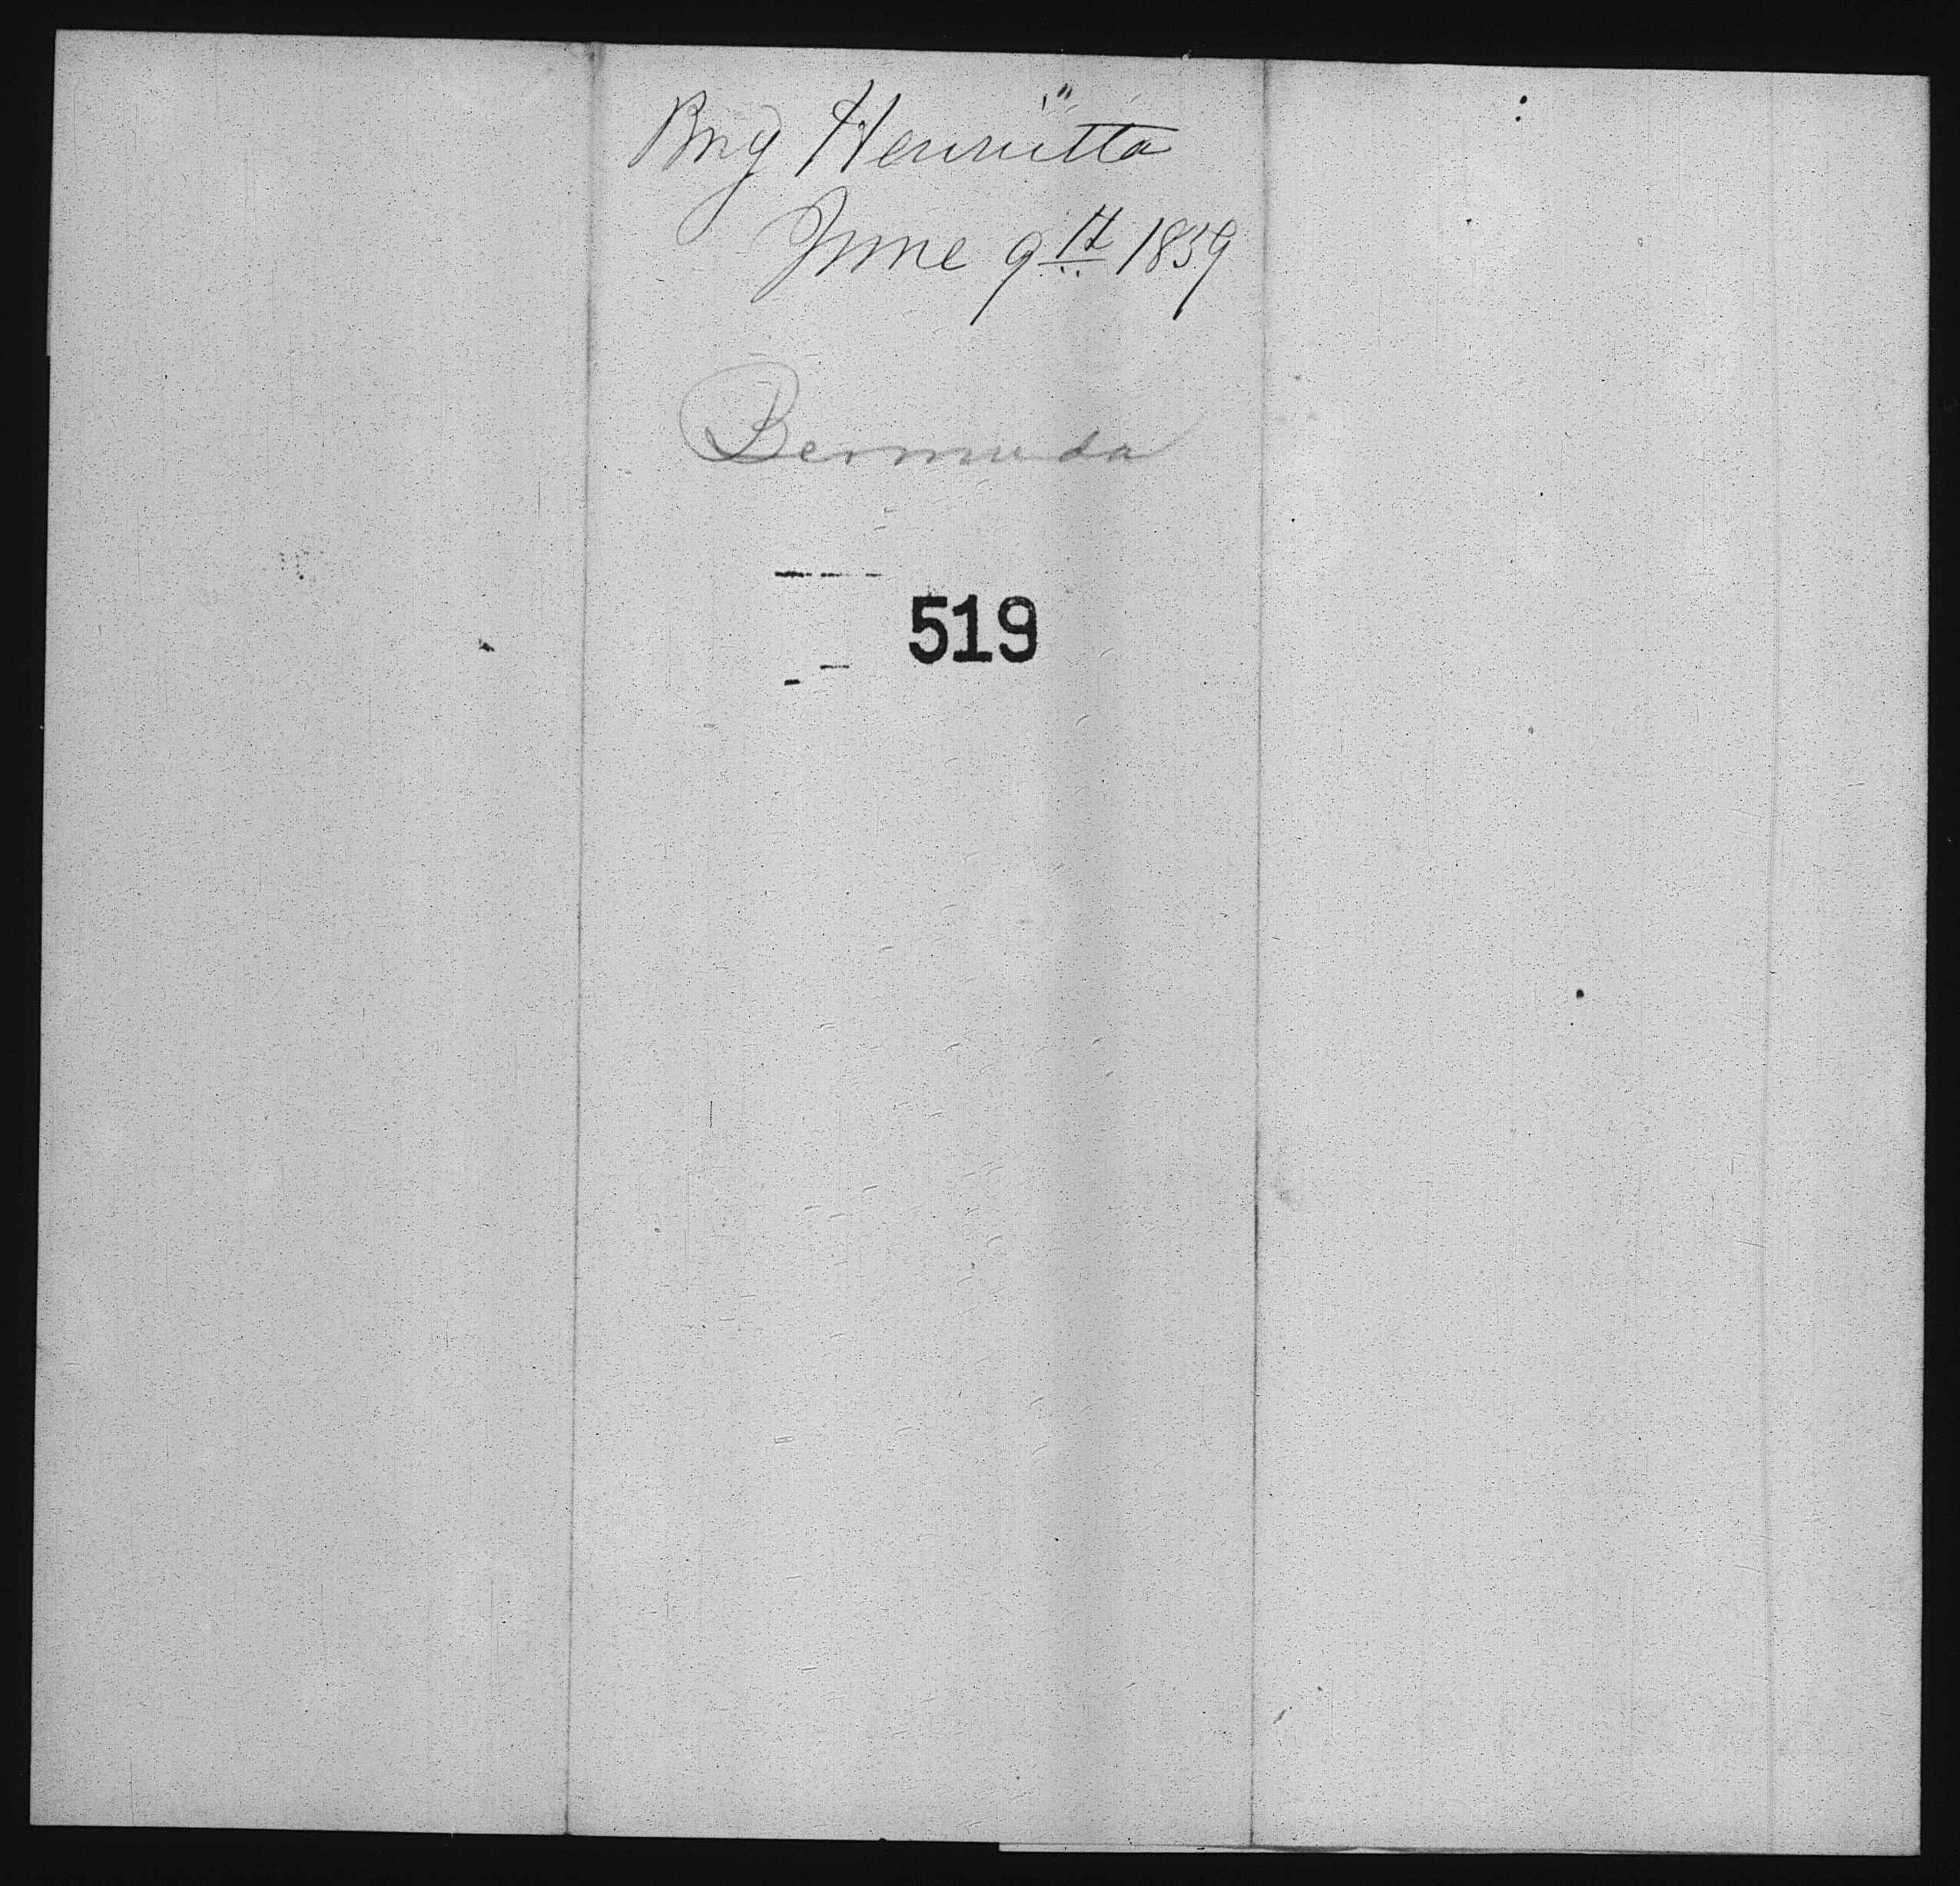 Brig Henrietta
June 9th 1859
Bermuda
519